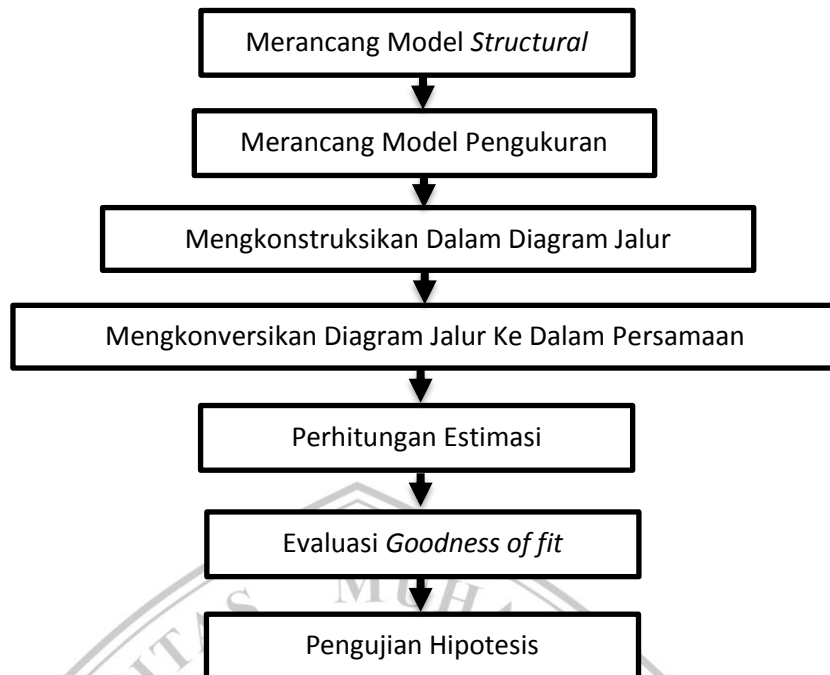 Merancang Model Structural
Merancang Model Pengukuran
Mengkonstruksikan Dalam Diagram Jalur
Mengkonversikan Diagram Jalur Ke Dalam Persamaan
Perhitungan Estimasi
Evaluasi Goodness of fit
Pengujian Hipotesis